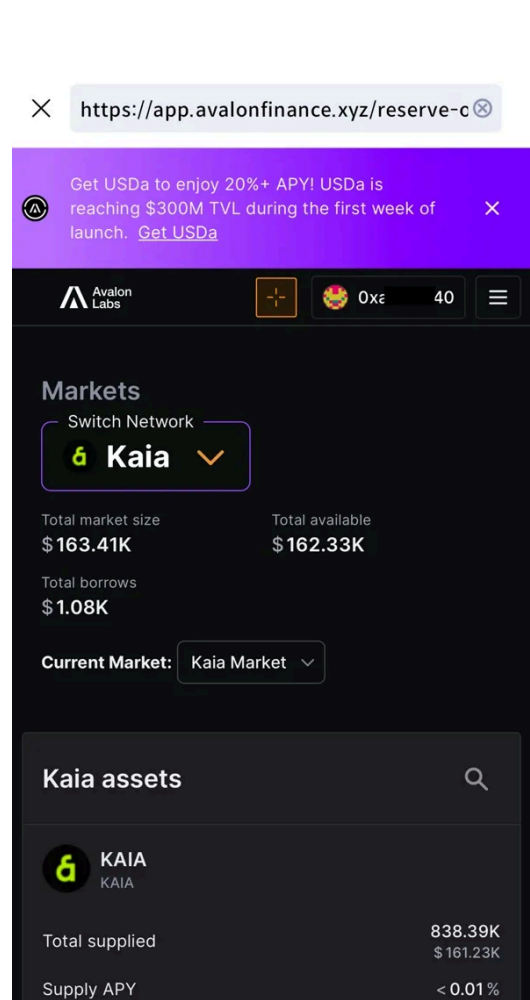 https://app.avalonfinance.xyz/reserve-o
Get USDa to enjoy 20%+ APY! USDa is
reaching $300M TVL during the first week of
launch. Get USDa
Avalon
Labs
0xa 40
Markets
Switch Network
Kaia
Total market size
Total available
$163.41K
$162.33K
Total borrows
$1.08K
Current Market: Kaia Market
Kaia assets
KAIA
KAIA
Total supplied
838.39K
$161.23K
Supply APY
<0.01%